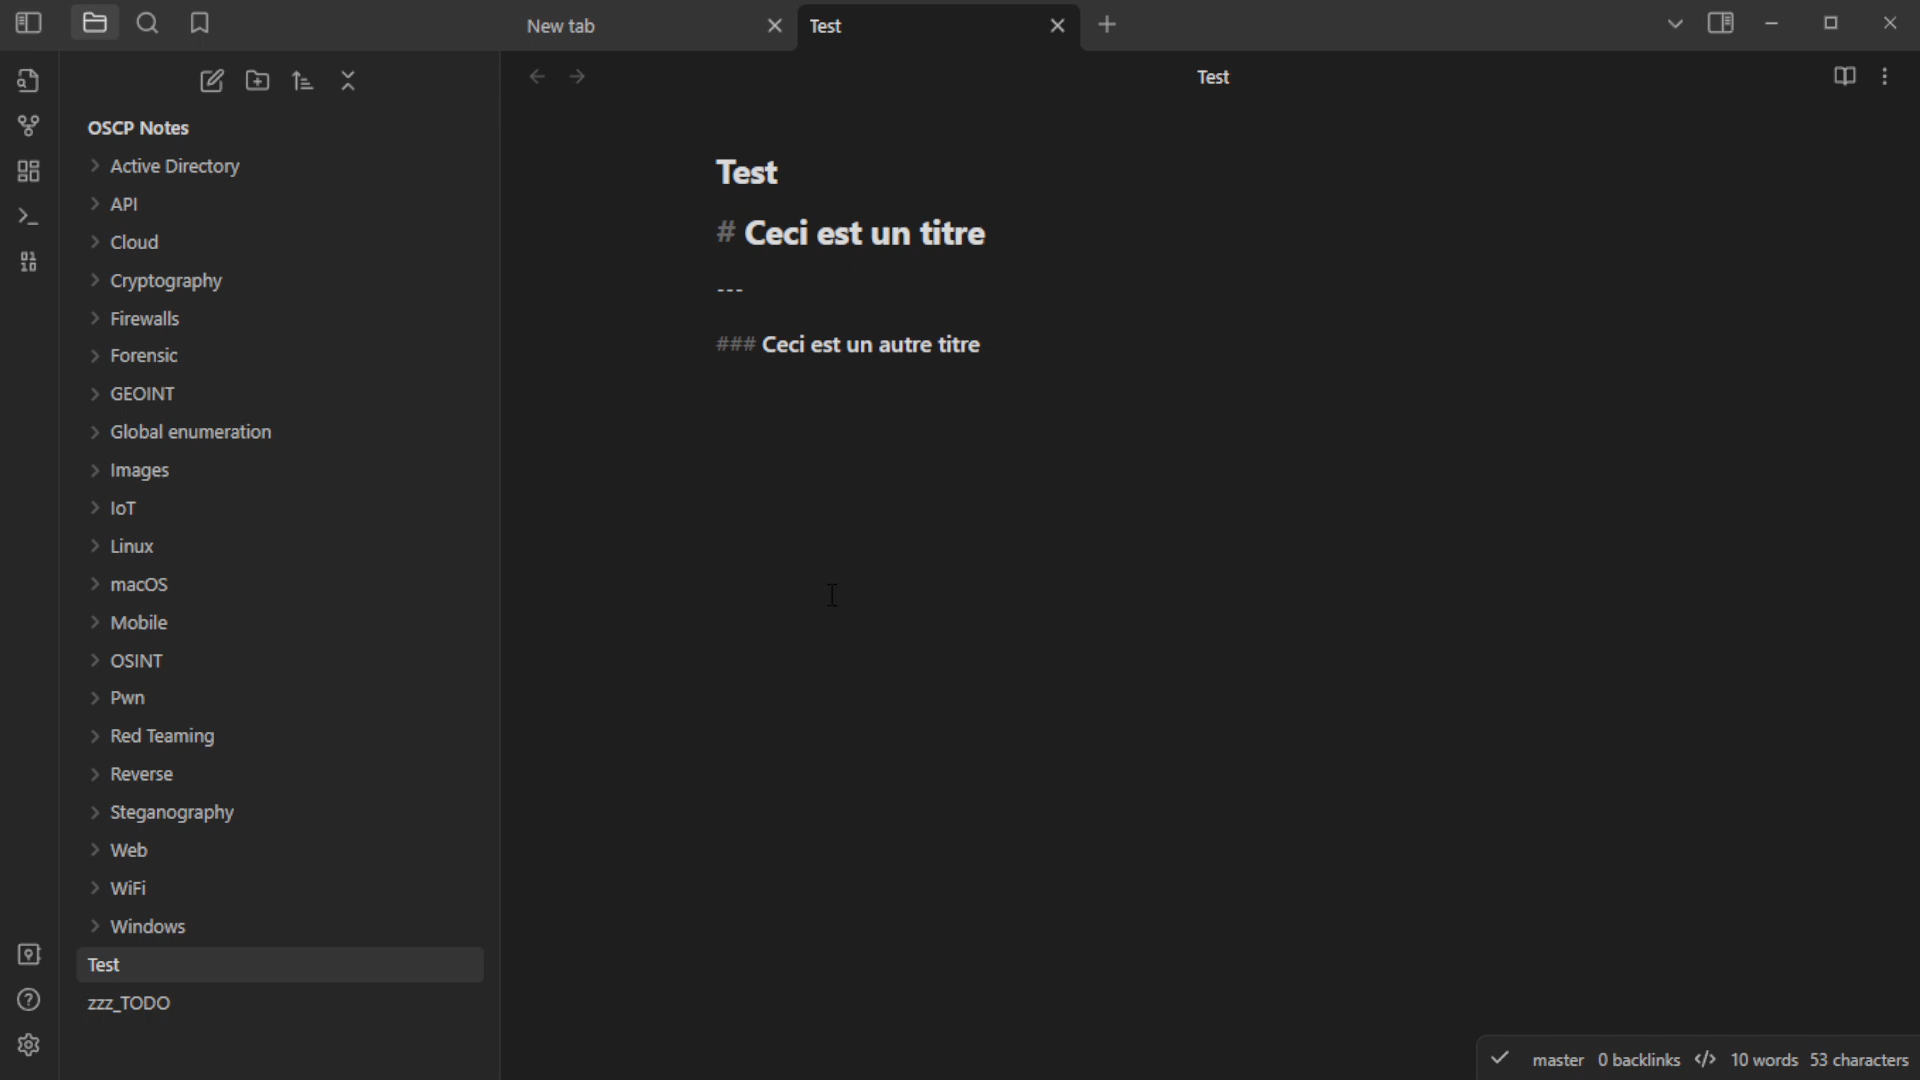 New tab
Test
OSCP Notes
Active Directory
API
Cloud
Cryptography
Firewalls
Forensic
GEOINT
Global enumeration
Images
IoT
Linux
macOS
Mobile
OSINT
Pwn
Red Teaming
Reverse
Steganography
Web
WiFi
Windows
Test
zzz_TODO
Test
Test
# Ceci est un titre
---
### Ceci est un autre titre
master 0 backlinks </> 10 words 53 characters